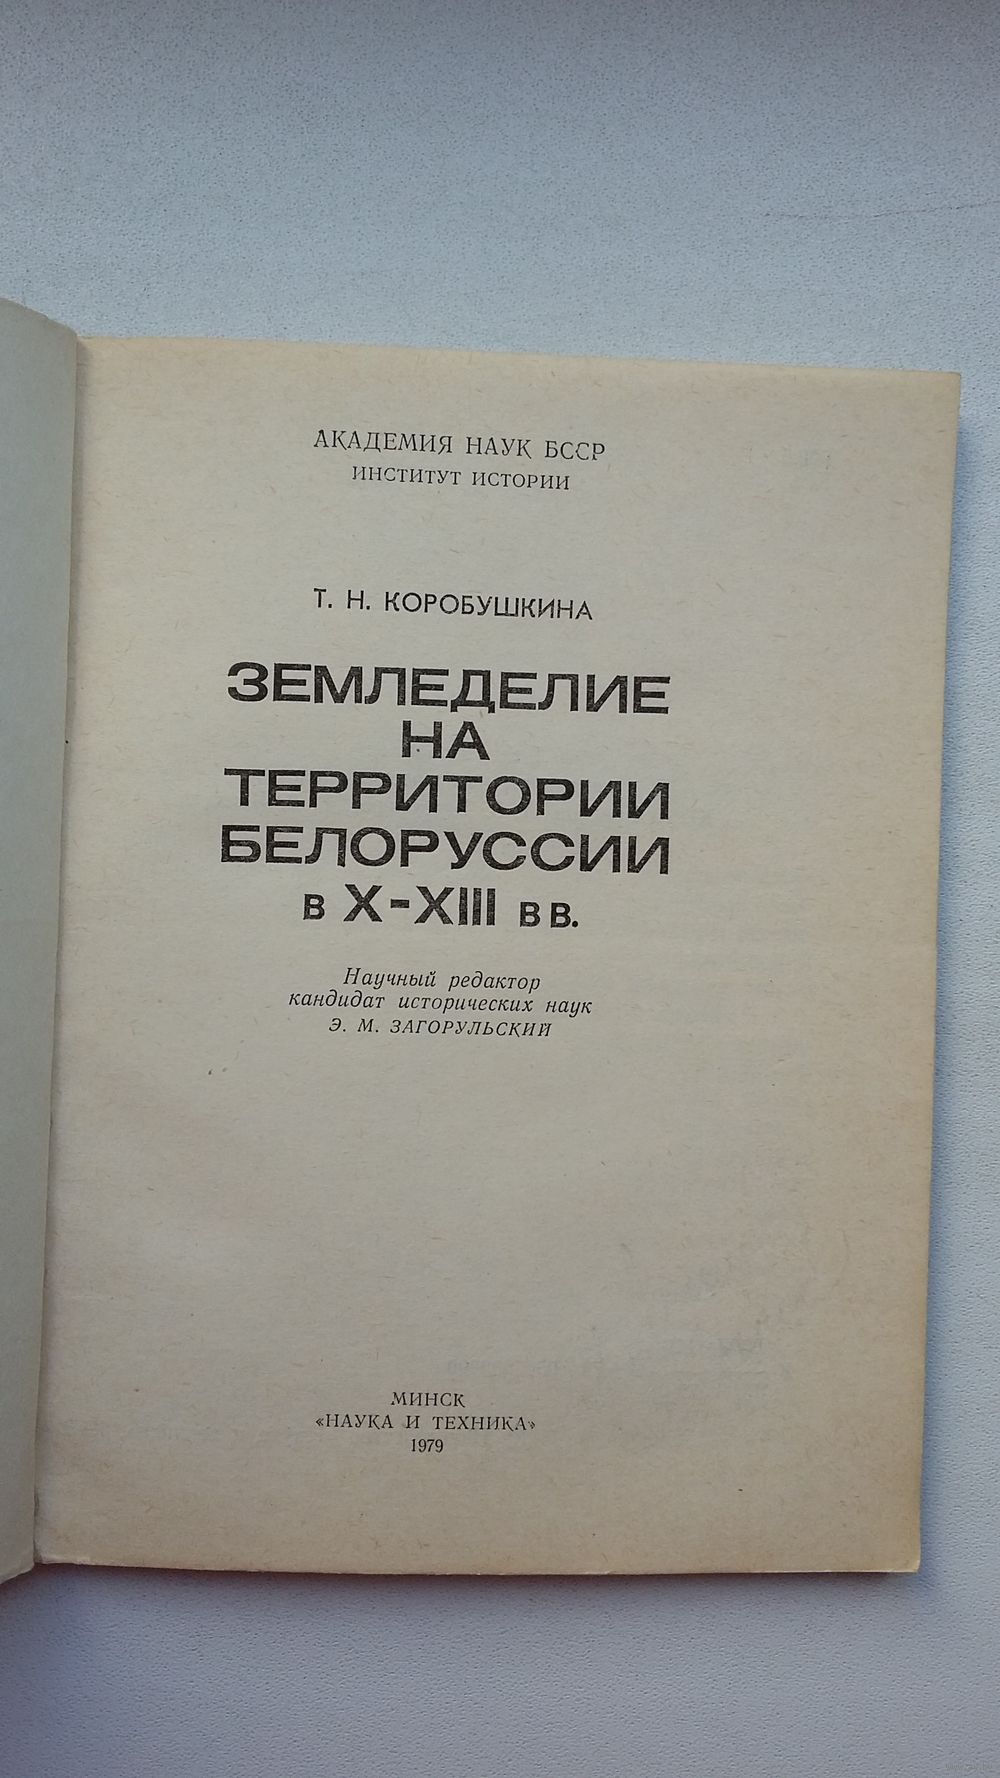 АКАДЕМИЯ НАУК БССР
ИНСТИТУТ ИСТОРИИ
Т. Н. КОРОБУШКИНА
ЗЕМЛЕДЕЛИЕ
НА
ТЕРРИТОРИИ
БЕЛОРУССИИ
в X-XIII вв.
Научный редактор
кандидат исторических наук
Э. М. ЗАГОРУЛЬСКИЙ
МИНСК
«НАУКА И ТЕХНИКА»
1979